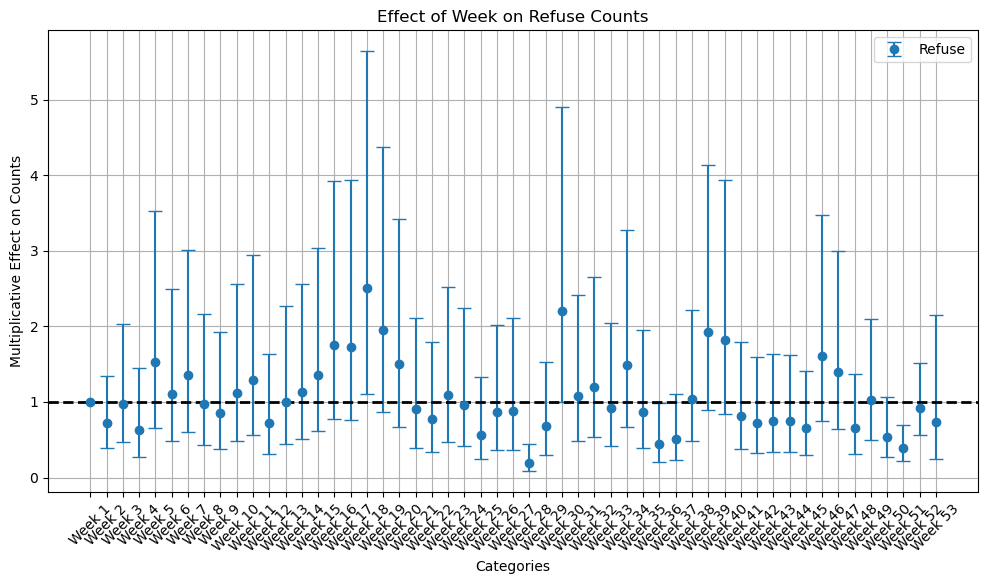 Effect of Week on Refuse Counts
Refuse
Multiplicative Effect on Counts
5
4
3
2
1
0
Week 1
Week 2
Week 3
Week 4
Week 5
Week 6
Week 7
Week 8
Week 9
Week 10
Week 11
Week 12
Week 13
Week 14
Week 15
Week 16
Week 17
Week 18
Week 19
Week 20
Week 21
Week 22
Week 23
Week 24
Week 25
Week 26
Week 27
Week 28
Week 29
Week 30
Week 31
Week 32
Week 33
Week 34
Week 35
Week 36
Week 37
Week 38
Week 39
Week 40
Week 41
Week 42
Week 43
Week 44
Week 45
Week 46
Week 47
Week 48
Week 49
Week 50
Week 51
Week 52
Week 53
Categories